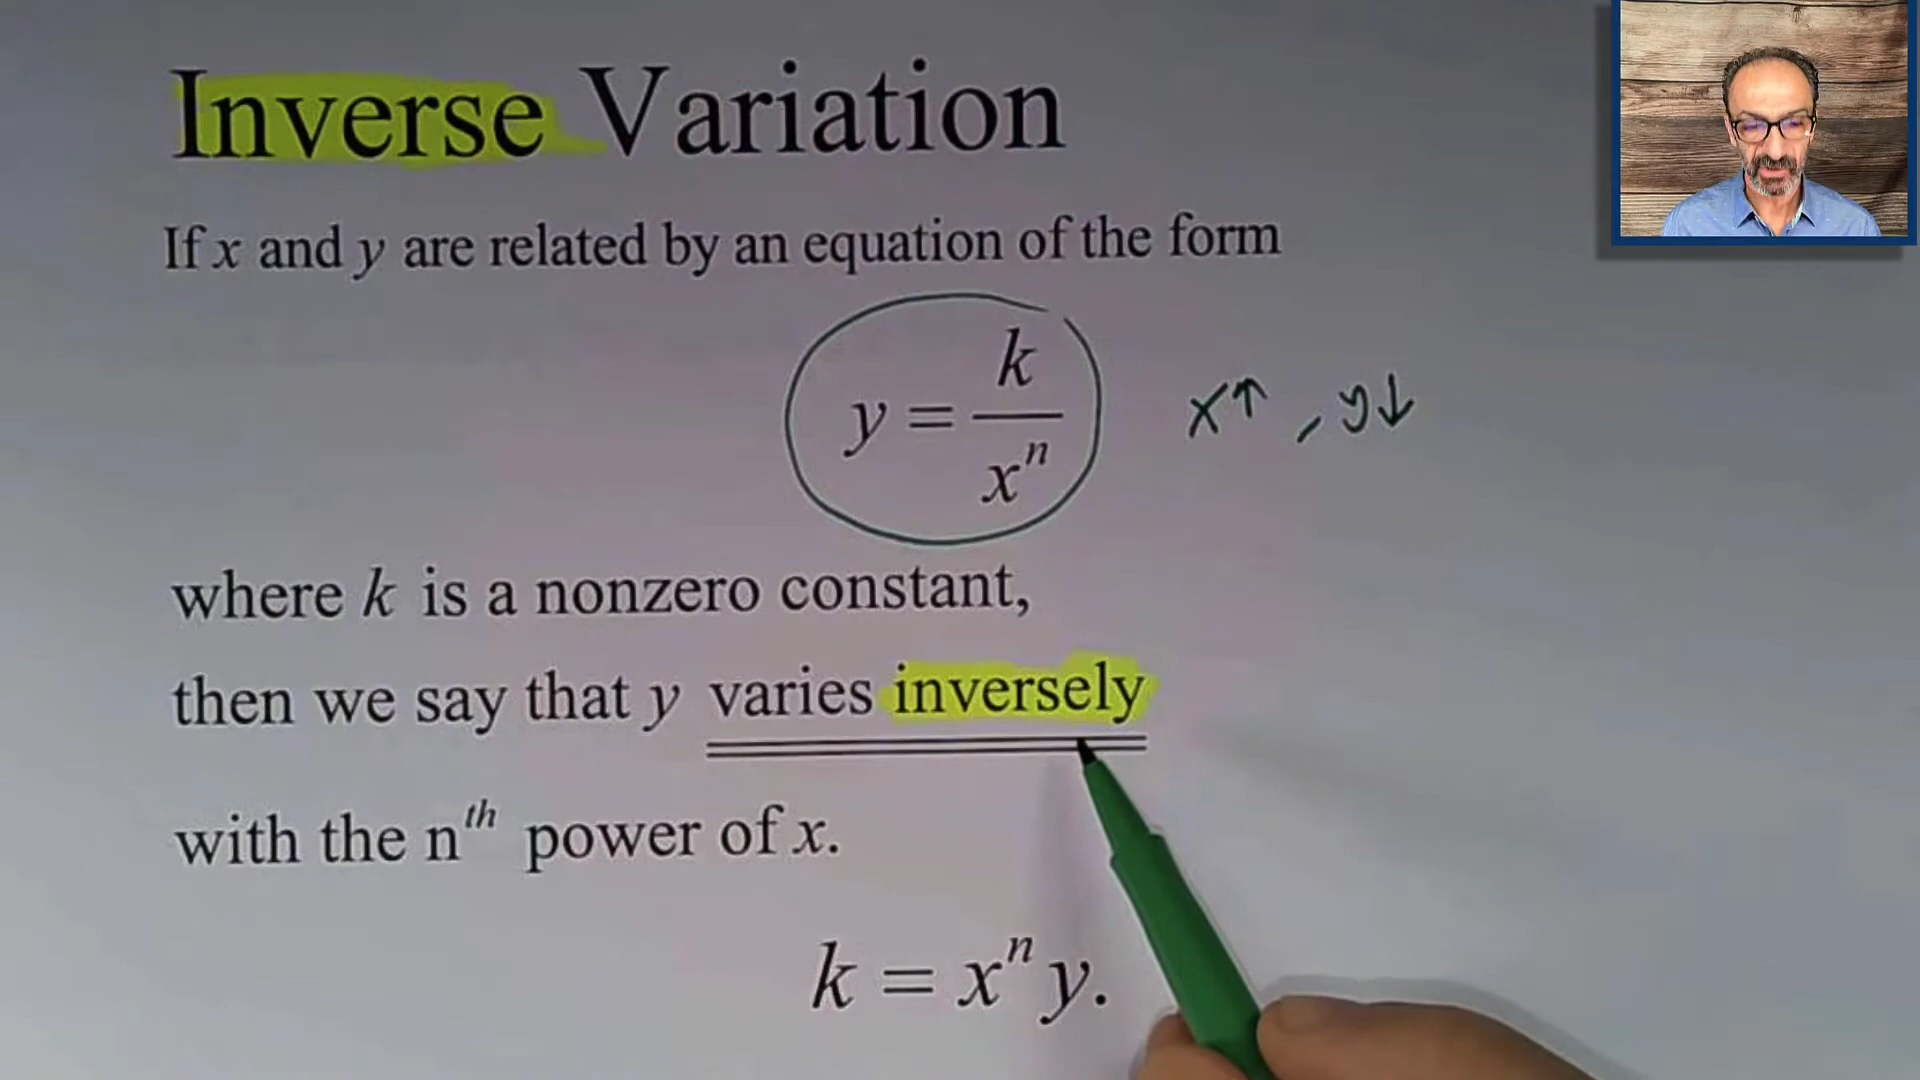 Inverse Variation
If x and y are related by an equation of the form
y = k / x^n
x↑, y↓
where k is a nonzero constant,
then we say that y varies inversely
with the n^th power of x.
k = x^n y.